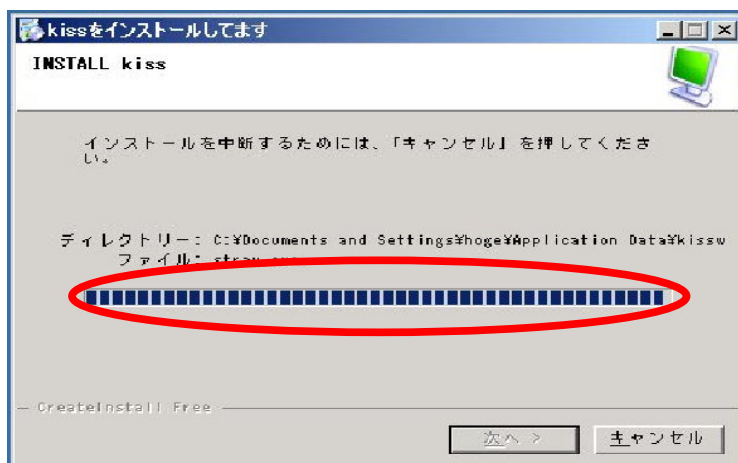 kissをインストールしてます
INSTALL kiss
インストールを中断するためには、「キャンセル」を押してくださ
い。
ディレクトリー: C:¥Documents and Settings¥hoge¥Application Data¥kissw
ファイル:
CreateInstall Free
次へ >
キャンセル